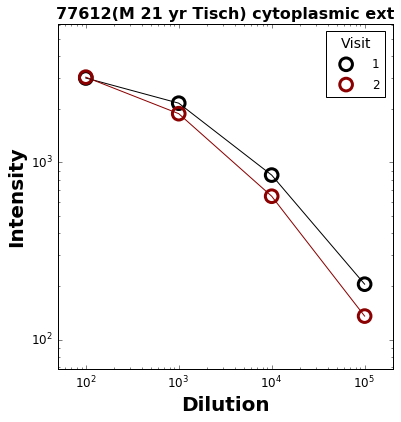 77612(M 21 yr Tisch) cytoplasmic ext
Visit
1
2
10³
10²
Intensity
10² 10³ 10⁴ 10⁵
Dilution